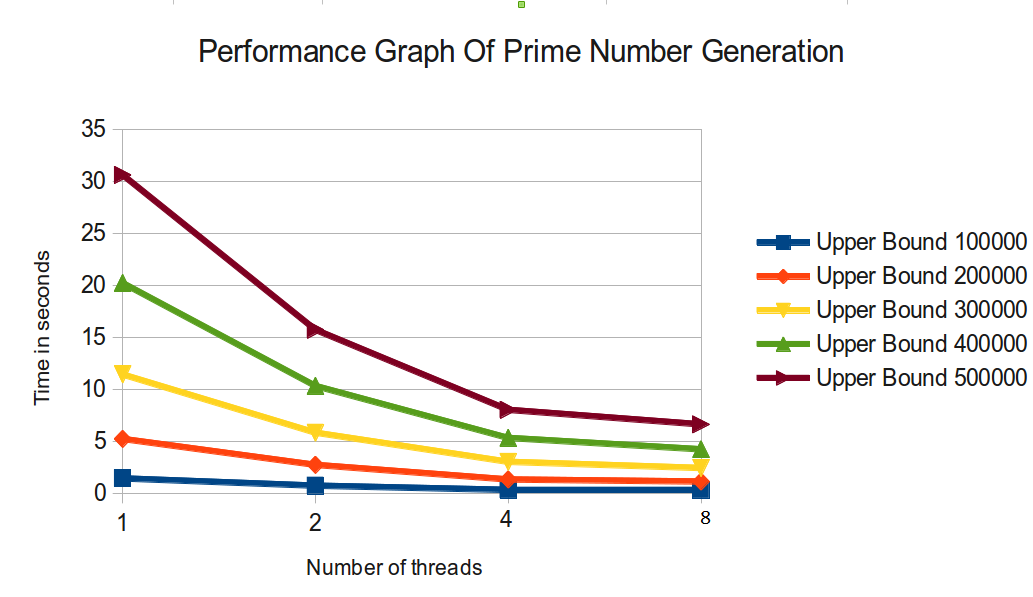 Performance Graph Of Prime Number Generation
35
30
25
20
15
10
5
0
Time in seconds
1 2 4 8
Number of threads
Upper Bound 100000
Upper Bound 200000
Upper Bound 300000
Upper Bound 400000
Upper Bound 500000